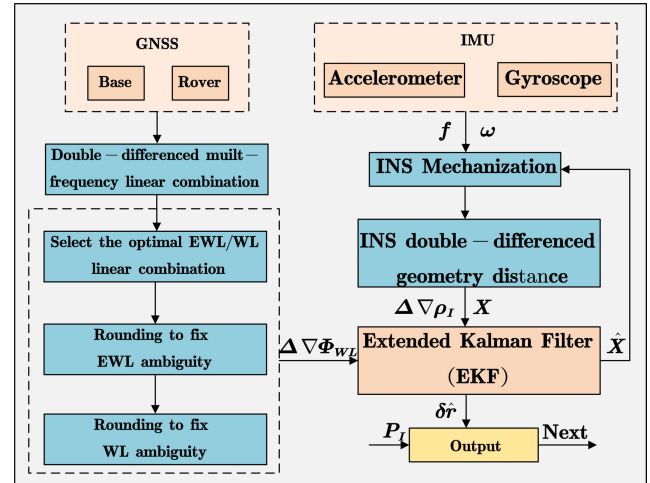 GNSS
Base
Rover
Double−differenced muilt−
frequency linear combination
Select the optimal EWL/WL
linear combination
Rounding to fix
EWL ambiguity
Rounding to fix
WL ambiguity
Δ∇Φ_WL
IMU
Accelerometer
Gyroscope
f ω
INS Mechanization
INS double−differenced
geometry distance
Δ∇ρ_I X
Extended Kalman Filter
(EKF)
X̂
δr̂
P_I
Output
Next